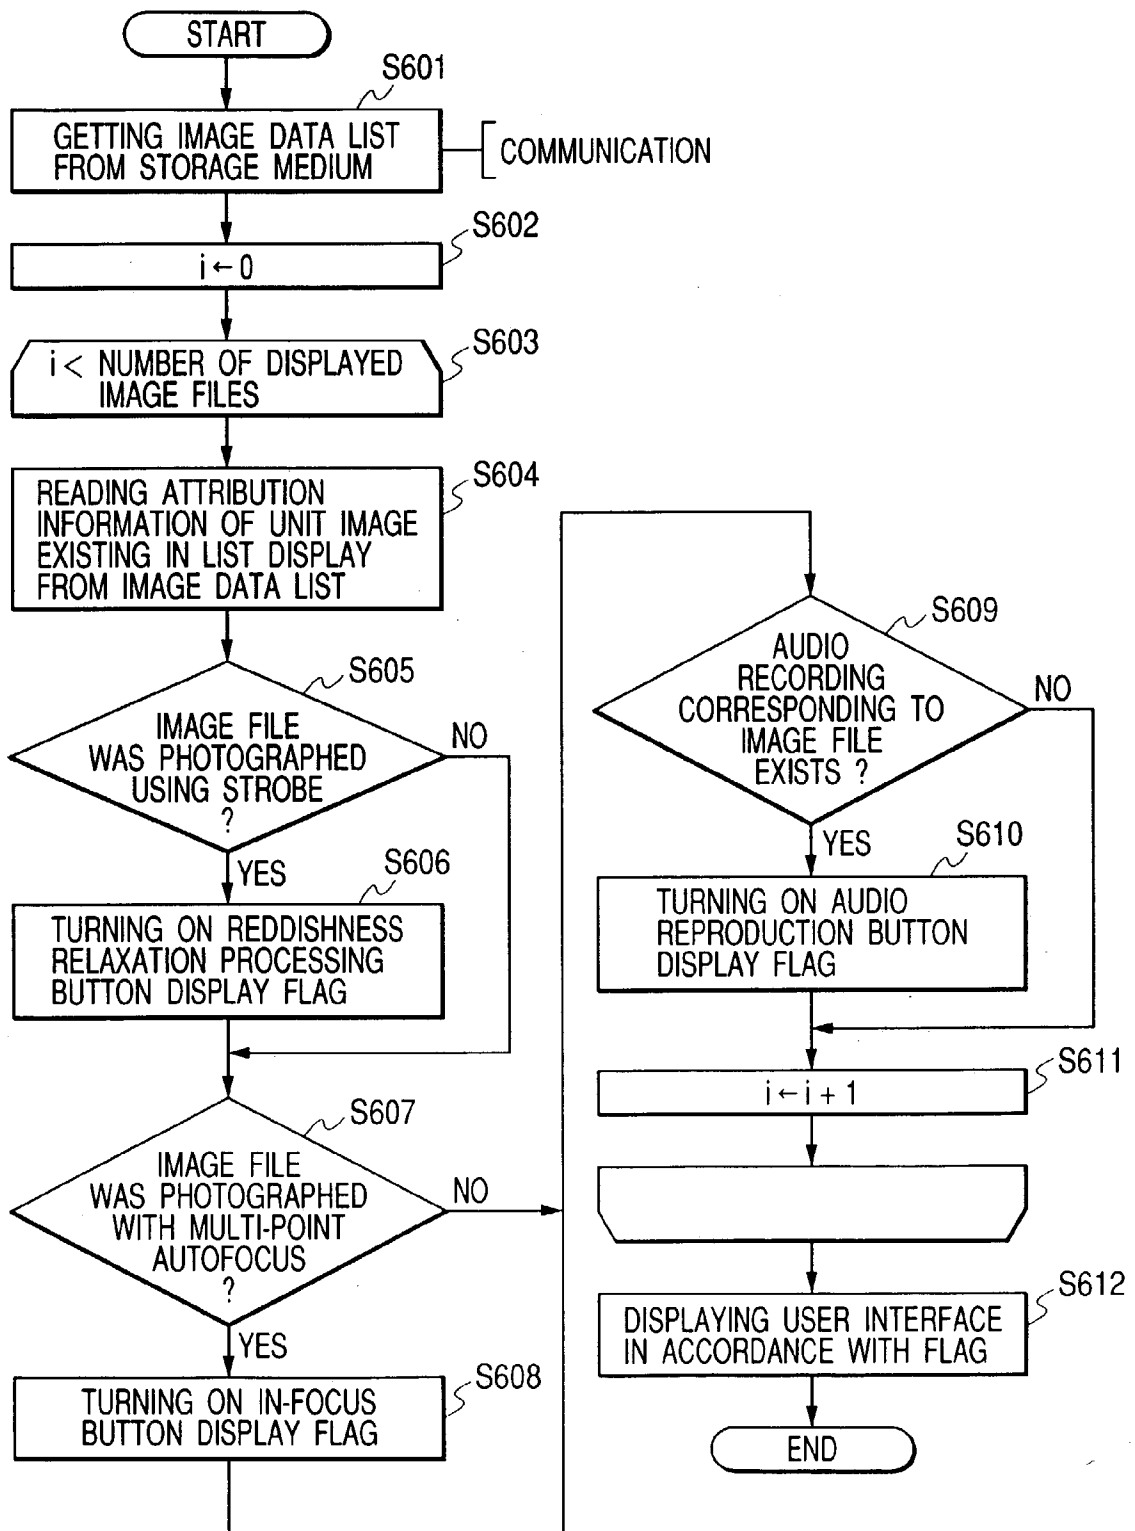 START
S601
GETTING IMAGE DATA LIST
FROM STORAGE MEDIUM
COMMUNICATION
S602
i ← 0
S603
i < NUMBER OF DISPLAYED
IMAGE FILES
S604
READING ATTRIBUTION
INFORMATION OF UNIT IMAGE
EXISTING IN LIST DISPLAY
FROM IMAGE DATA LIST
S605
IMAGE FILE
WAS PHOTOGRAPHED
USING STROBE
?
NO
YES
S606
TURNING ON REDDISHNESS
RELAXATION PROCESSING
BUTTON DISPLAY FLAG
S607
IMAGE FILE
WAS PHOTOGRAPHED
WITH MULTI-POINT
AUTOFOCUS
?
NO
YES
S608
TURNING ON IN-FOCUS
BUTTON DISPLAY FLAG
S609
AUDIO
RECORDING
CORRESPONDING TO
IMAGE FILE
EXISTS ?
NO
YES
S610
TURNING ON AUDIO
REPRODUCTION BUTTON
DISPLAY FLAG
S611
i ← i + 1
S612
DISPLAYING USER INTERFACE
IN ACCORDANCE WITH FLAG
END